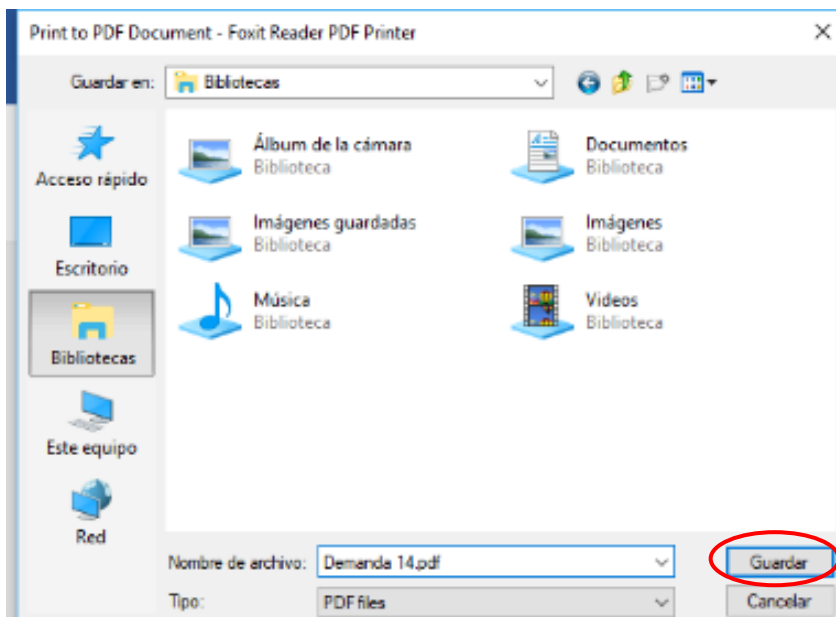 Print to PDF Document - Foxit Reader PDF Printer
Guardar en: Bibliotecas
Acceso rápido
Escritorio
Bibliotecas
Este equipo
Red
Álbum de la cámara
Biblioteca
Documentos
Biblioteca
Imágenes guardadas
Biblioteca
Imágenes
Biblioteca
Música
Biblioteca
Videos
Biblioteca
Nombre de archivo: Demanda 14.pdf
Guardar
Tipo: PDF files
Cancelar